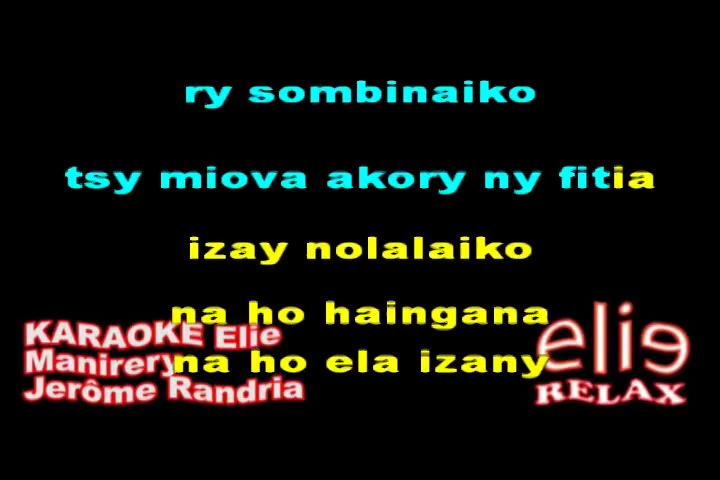 ry sombinaiko
tsy miova akory ny fitia
izay nolalaiko
na ho haingana
na ho ela izany
KARAOKE Elie
Manirery
Jerôme Randria
elie
RELAX